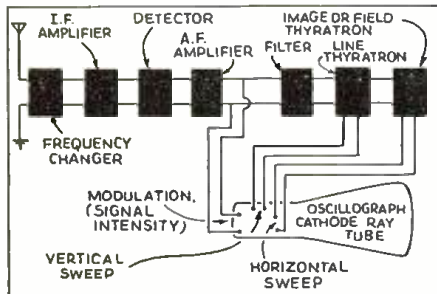 I.F.
AMPLIFIER
DETECTOR
A.F.
AMPLIFIER
FILTER
IMAGE OR FIELD
THYRATRON
LINE
THYRATRON
FREQUENCY
CHANGER
MODULATION,
(SIGNAL
INTENSITY)
OSCILLOGRAPH
CATHODE RAY
TUBE
VERTICAL
SWEEP
HORIZONTAL
SWEEP